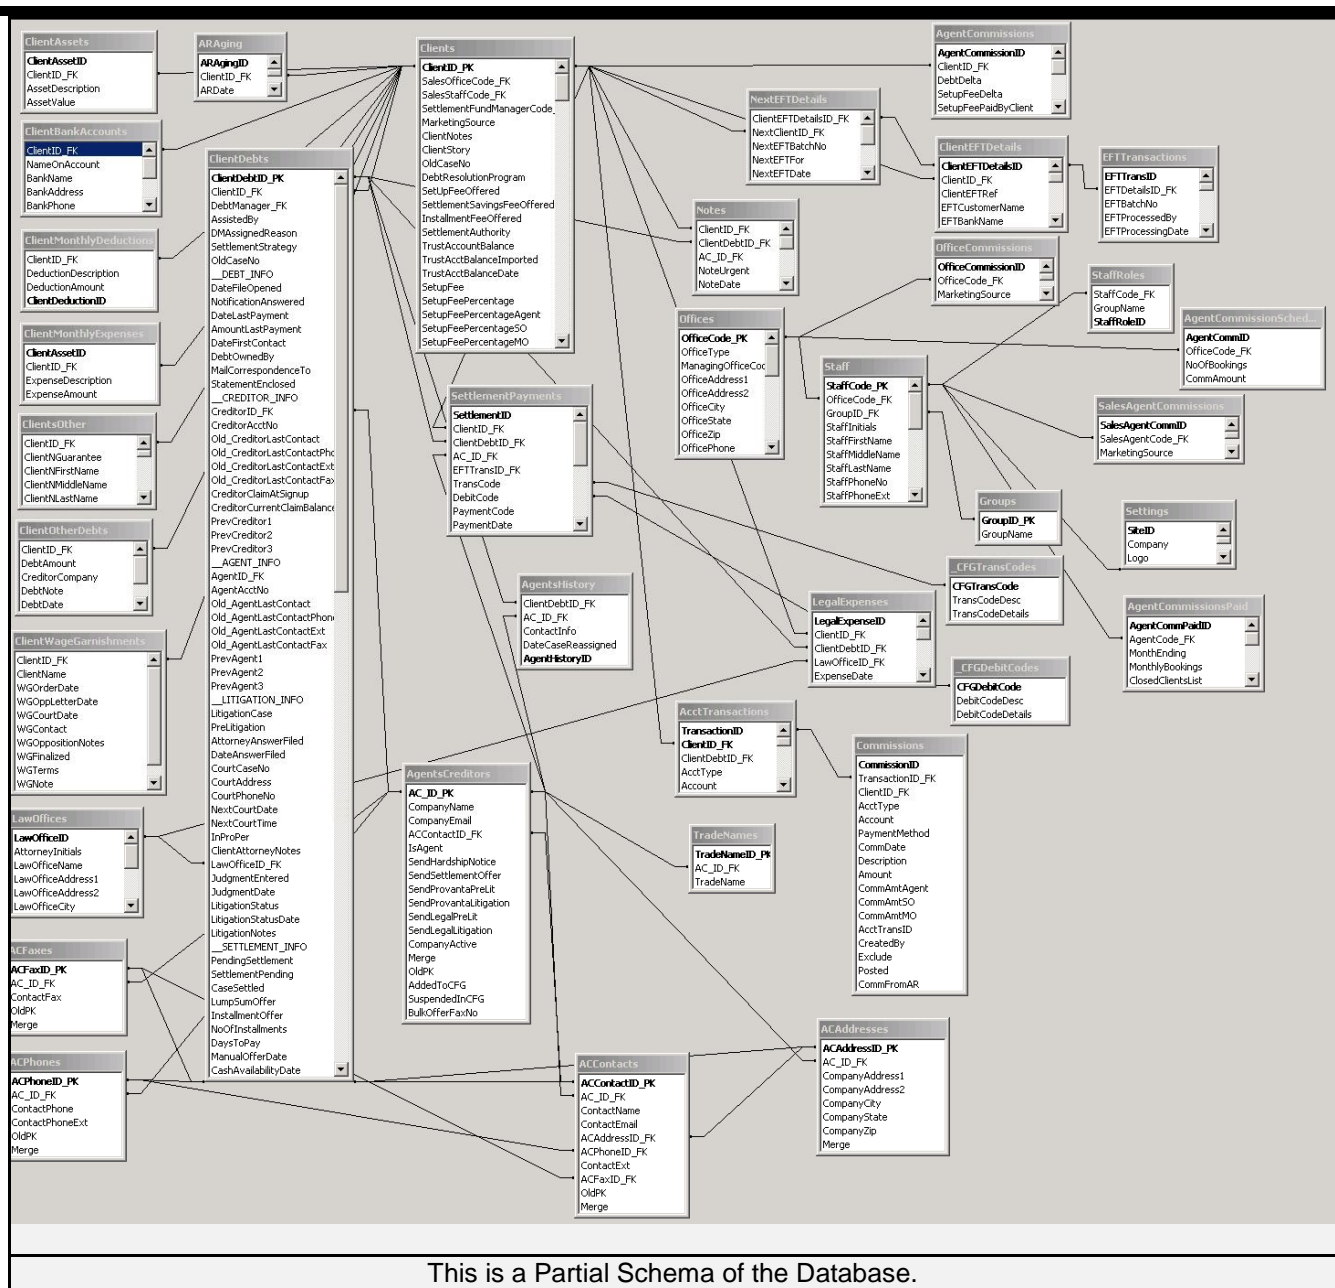 ClientAssets
ClientAssetID
ClientID_FK
AssetDescription
AssetValue
ARAging
ARAgingID
ClientID_FK
ARDate
Clients
ClientID_PK
SalesOfficeCode_FK
SalesStaffCode_FK
SettlementFundManagerCode_
MarketingSource
ClientNotes
ClientStory
OldCaseNo
DebtResolutionProgram
SetUpFeeOffered
SettlementSavingsFeeOffered
InstallmentFeeOffered
SettlementAuthority
TrustAccountBalance
TrustAcctBalanceImported
TrustAcctBalanceDate
SetupFee
SetupFeePercentage
SetupFeePercentageAgent
SetupFeePercentageSO
SetupFeePercentageMO
AgentCommissions
AgentCommissionID
ClientID_FK
DebtDelta
SetupFeeDelta
SetupFeePaidByClient
NextEFTDetails
ClientEFTDetailsID_FK
NextClientID_FK
NextEFTBatchNo
NextEFTFor
NextEFTDate
ClientEFTDetails
ClientEFTDetailsID
ClientID_FK
ClientEFTRef
EFTCustomerName
EFTBankName
EFTTransactions
EFTTransID
EFTDetailsID_FK
EFTBatchNo
EFTProcessedBy
EFTProcessingDate
ClientBankAccounts
ClientID_FK
NameOnAccount
BankName
BankAddress
BankPhone
ClientDebts
ClientDebtID_PK
ClientID_FK
DebtManager_FK
AssistedBy
DMAssignedReason
SettlementStrategy
OldCaseNo
__DEBT_INFO
DateFileOpened
NotificationAnswered
DateLastPayment
AmountLastPayment
DateFirstContact
DebtOwnedBy
MailCorrespondenceTo
StatementEnclosed
__CREDITOR_INFO
CreditorID_FK
CreditorAcctNo
Old_CreditorLastContact
Old_CreditorLastContactPho
Old_CreditorLastContactExt
Old_CreditorLastContactFax
CreditorClaimAtSignup
CreditorCurrentClaimBalance
PrevCreditor1
PrevCreditor2
PrevCreditor3
__AGENT_INFO
AgentID_FK
AgentAcctNo
Old_AgentLastContact
Old_AgentLastContactPhon
Old_AgentLastContactExt
Old_AgentLastContactFax
PrevAgent1
PrevAgent2
PrevAgent3
__LITIGATION_INFO
LitigationCase
PreLitigation
AttorneyAnswerFiled
DateAnswerFiled
CourtCaseNo
CourtAddress
CourtPhoneNo
NextCourtDate
NextCourtTime
InProPer
ClientAttorneyNotes
LawOfficeID_FK
JudgmentEntered
JudgmentDate
LitigationStatus
LitigationStatusDate
LitigationNotes
__SETTLEMENT_INFO
PendingSettlement
SettlementPending
CaseSettled
LumpSumOffer
InstallmentOffer
NoOfInstallments
DaysToPay
ManualOfferDate
CashAvailabilityDate
Notes
ClientID_FK
ClientDebtID_FK
AC_ID_FK
NoteUrgent
NoteDate
OfficeCommissions
OfficeCommissionID
OfficeCode_FK
MarketingSource
StaffRoles
StaffCode_FK
GroupName
StaffRoleID
ClientMonthlyDeductions
ClientID_FK
DeductionDescription
DeductionAmount
ClientDeductionID
Offices
OfficeCode_PK
OfficeType
ManagingOfficeCod
OfficeAddress1
OfficeAddress2
OfficeCity
OfficeState
OfficeZip
OfficePhone
AgentCommissionSched...
AgentCommID
OfficeCode_FK
NoOfBookings
CommAmount
ClientMonthlyExpenses
ClientAssetID
ClientID_FK
ExpenseDescription
ExpenseAmount
Staff
StaffCode_PK
OfficeCode_FK
GroupID_FK
StaffInitials
StaffFirstName
StaffMiddleName
StaffLastName
StaffPhoneNo
StaffPhoneExt
SalesAgentCommissions
SalesAgentCommID
SalesAgentCode_FK
MarketingSource
SettlementPayments
SettlementID
ClientID_FK
ClientDebtID_FK
AC_ID_FK
EFTTransID_FK
TransCode
DebitCode
PaymentCode
PaymentDate
ClientsOther
ClientID_FK
ClientNGuarantee
ClientNFirstName
ClientNMiddleName
ClientNLastName
Groups
GroupID_PK
GroupName
Settings
SiteID
Company
Logo
ClientOtherDebts
ClientID_FK
DebtAmount
CreditorCompany
DebtNote
DebtDate
_CFGTransCodes
CFGTransCode
TransCodeDesc
TransCodeDetails
AgentsHistory
ClientDebtID_FK
AC_ID_FK
ContactInfo
DateCaseReassigned
AgentHistoryID
LegalExpenses
LegalExpenseID
ClientID_FK
ClientDebtID_FK
LawOfficeID_FK
ExpenseDate
AgentCommissionsPaid
AgentCommPaidID
AgentCode_FK
MonthEnding
MonthlyBookings
ClosedClientsList
ClientWageGarnishments
ClientID_FK
ClientName
WGOrderDate
WGOppLetterDate
WGCourtDate
WGContact
WGOppositionNotes
WGFinalized
WGTerms
WGNote
_CFGDebitCodes
CFGDebitCode
DebitCodeDesc
DebitCodeDetails
AcctTransactions
TransactionID
ClientID_FK
ClientDebtID_FK
AcctType
Account
Commissions
CommissionID
TransactionID_FK
ClientID_FK
AcctType
Account
PaymentMethod
CommDate
Description
Amount
CommAmtAgent
CommAmtSO
CommAmtMO
AcctTransID
CreatedBy
Exclude
Posted
CommFromAR
AgentsCreditors
AC_ID_PK
CompanyName
CompanyEmail
ACContactID_FK
IsAgent
SendHardshipNotice
SendSettlementOffer
SendProvantaPreLit
SendProvantaLitigation
SendLegalPreLit
SendLegalLitigation
CompanyActive
Merge
OldPK
AddedToCFG
SuspendedInCFG
BulkOfferFaxNo
LawOffices
LawOfficeID
AttorneyInitials
LawOfficeName
LawOfficeAddress1
LawOfficeAddress2
LawOfficeCity
TradeNames
TradeNameID_PK
AC_ID_FK
TradeName
ACFaxes
ACFaxID_PK
AC_ID_FK
ContactFax
OldPK
Merge
ACPhones
ACPhoneID_PK
AC_ID_FK
ContactPhone
ContactPhoneExt
OldPK
Merge
ACContacts
ACContactID_PK
AC_ID_FK
ContactName
ContactEmail
ACAddressID_FK
ACPhoneID_FK
ContactExt
ACFaxID_FK
OldPK
Merge
ACAddresses
ACAddressID_PK
AC_ID_FK
CompanyAddress1
CompanyAddress2
CompanyCity
CompanyState
CompanyZip
Merge
This is a Partial Schema of the Database.